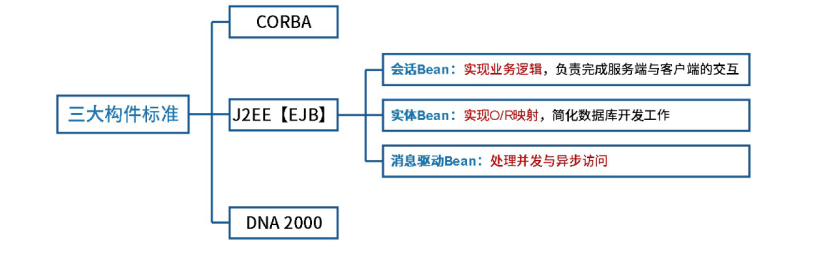 三大构件标准
CORBA
J2EE【EJB】
会话Bean：实现业务逻辑，负责完成服务端与客户端的交互
实体Bean：实现O/R映射，简化数据库开发工作
消息驱动Bean：处理并发与异步访问
DNA 2000